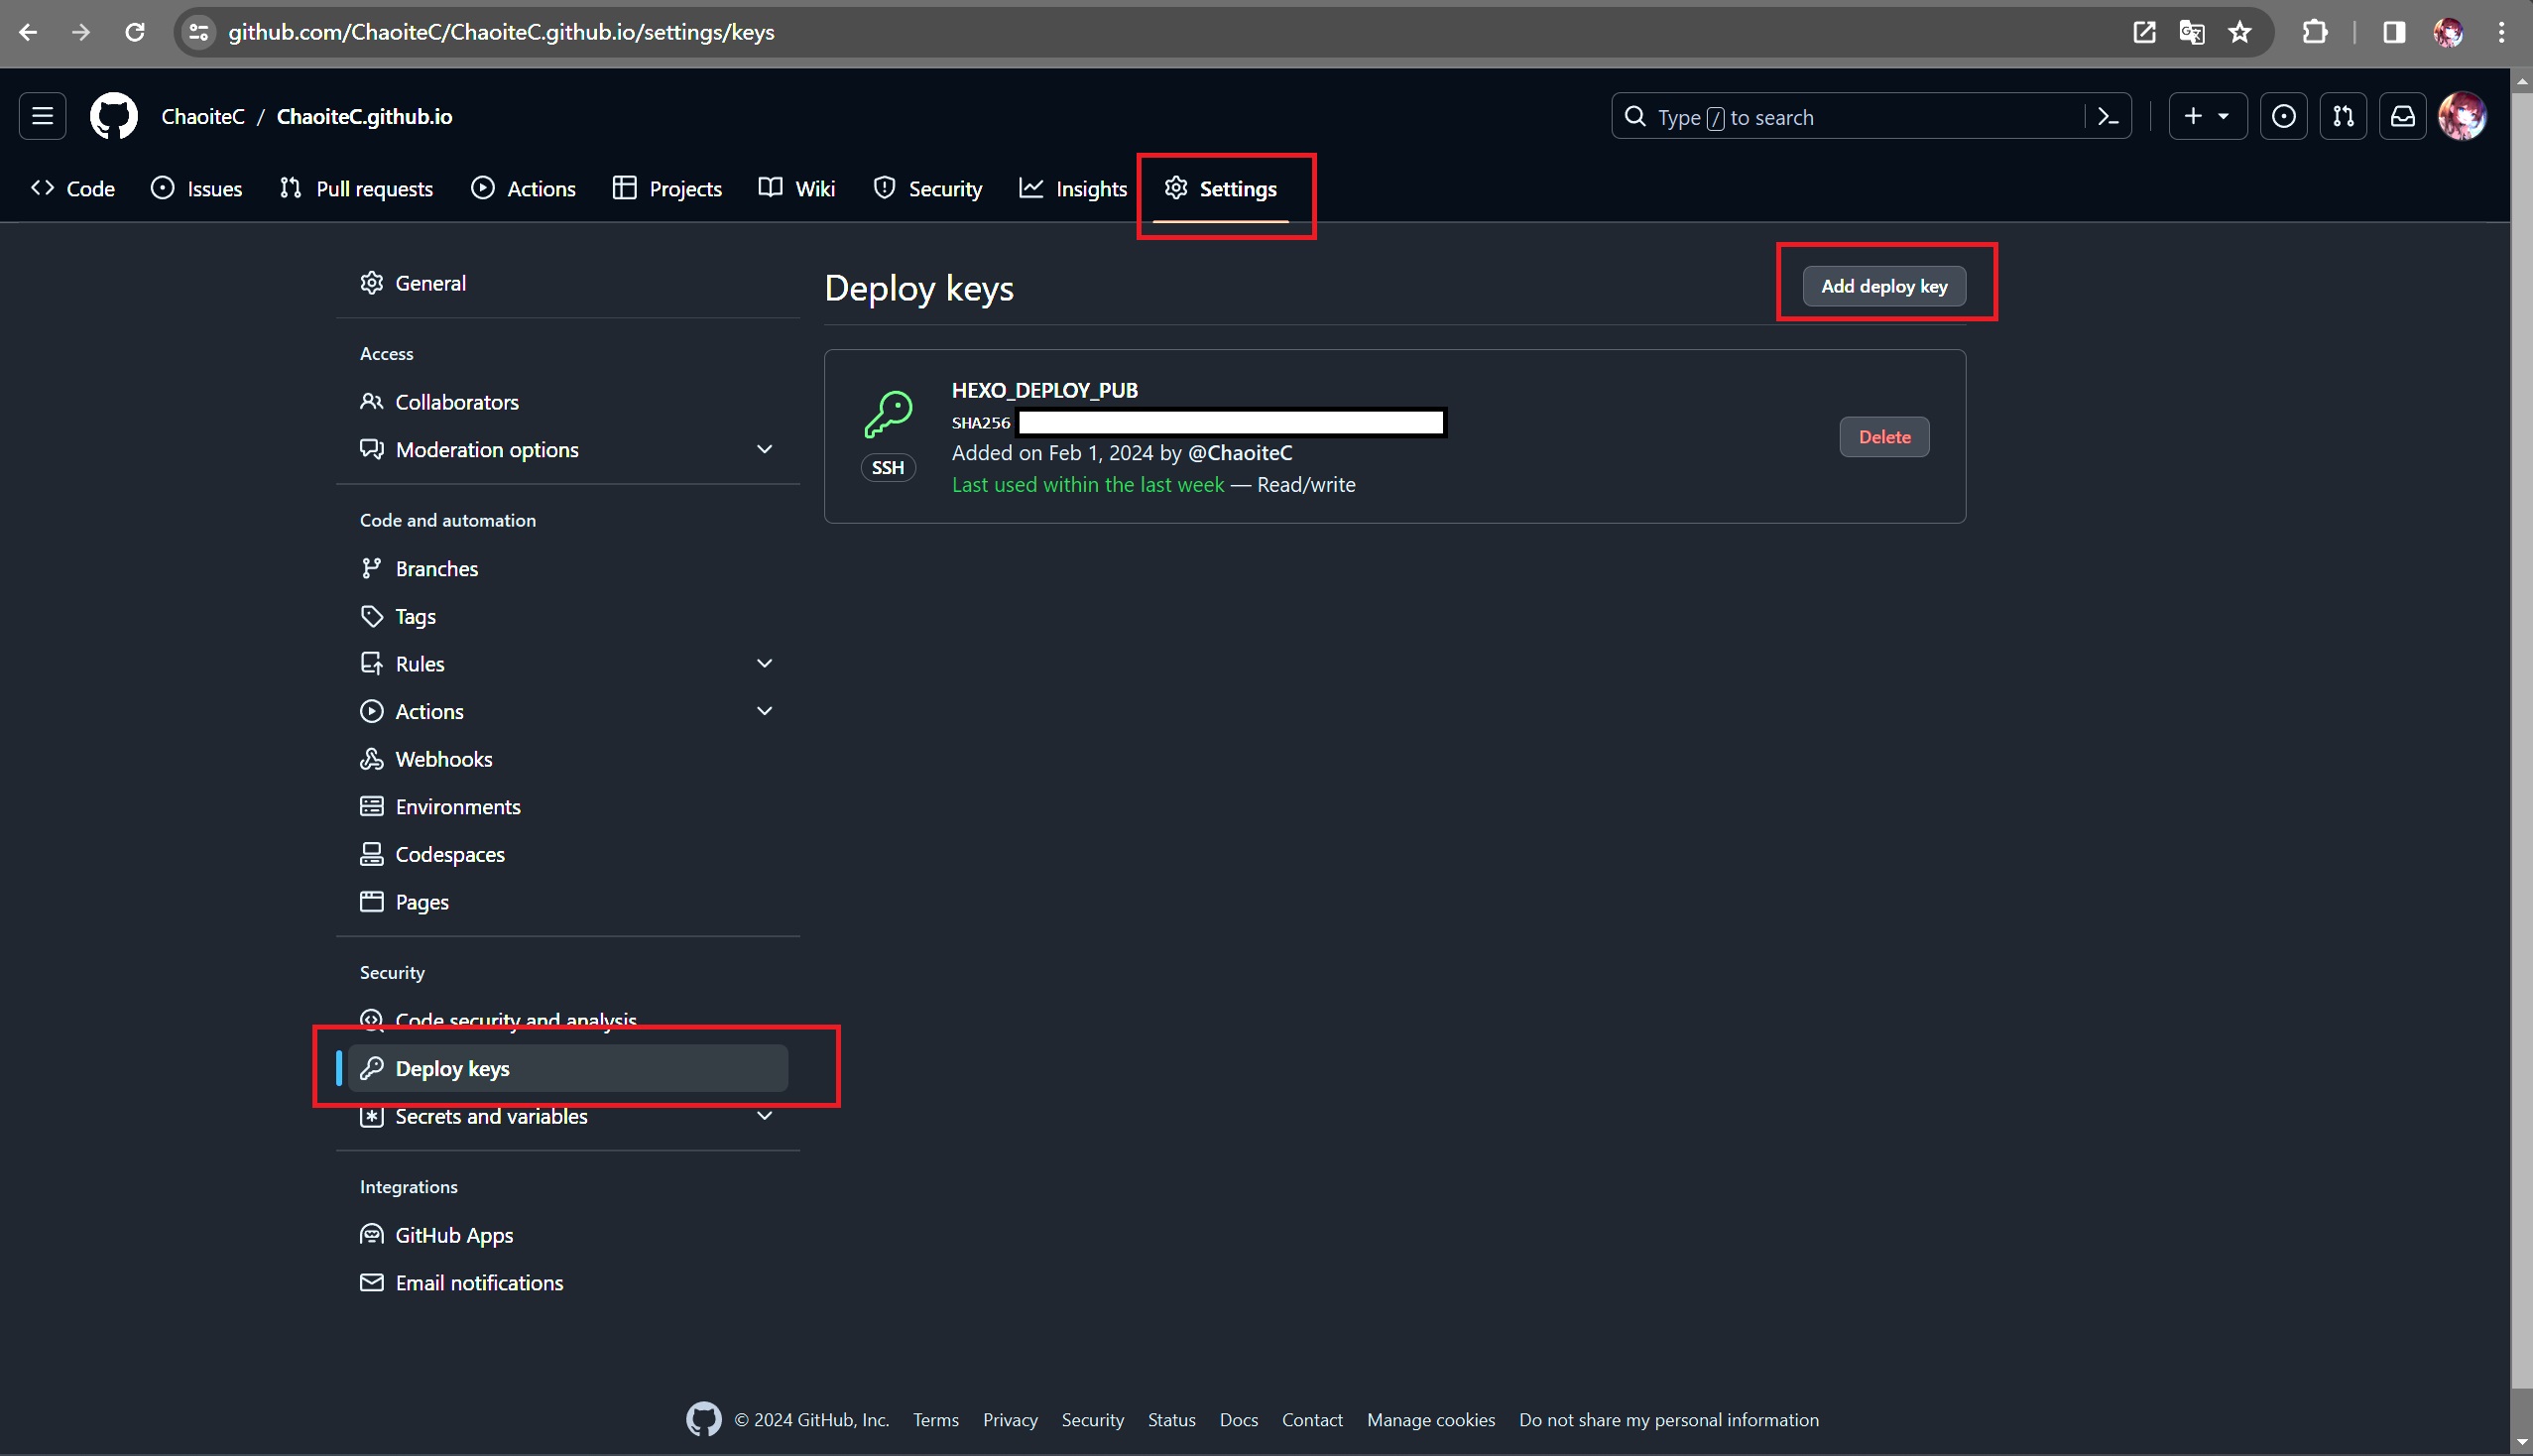 github.com/ChaoiteC/ChaoiteC.github.io/settings/keys
ChaoiteC / ChaoiteC.github.io
Type / to search
Code Issues Pull requests Actions Projects Wiki Security Insights Settings
General
Access
Collaborators
Moderation options
Code and automation
Branches
Tags
Rules
Actions
Webhooks
Environments
Codespaces
Pages
Security
Code security and analysis
Deploy keys
Secrets and variables
Integrations
GitHub Apps
Email notifications
Deploy keys
Add deploy key
HEXO_DEPLOY_PUB
SHA256
Added on Feb 1, 2024 by @ChaoiteC
Last used within the last week — Read/write
SSH
Delete
© 2024 GitHub, Inc. Terms Privacy Security Status Docs Contact Manage cookies Do not share my personal information